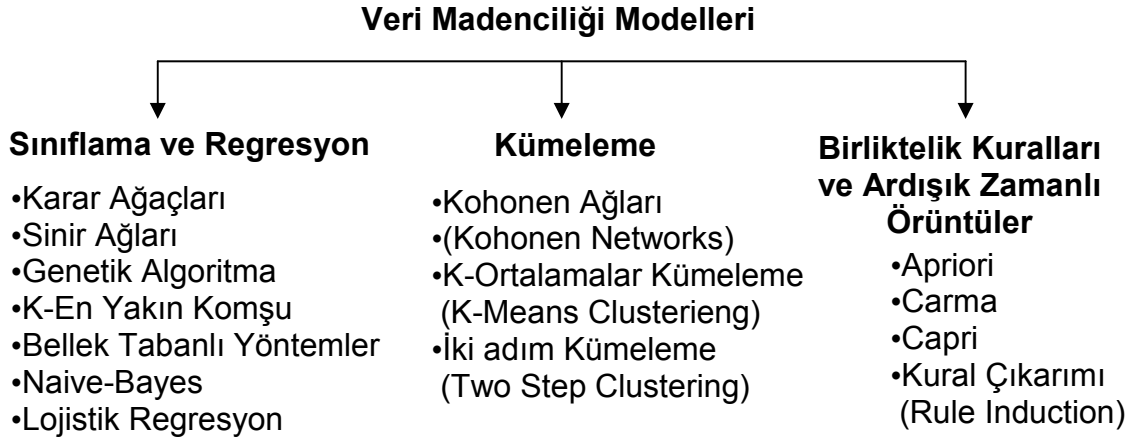 Veri Madenciliği Modelleri
Sınıflama ve Regresyon
•Karar Ağaçları
•Sinir Ağları
•Genetik Algoritma
•K-En Yakın Komşu
•Bellek Tabanlı Yöntemler
•Naive-Bayes
•Lojistik Regresyon
Kümeleme
•Kohonen Ağları
•(Kohonen Networks)
•K-Ortalamalar Kümeleme
(K-Means Clusterieng)
•İki adım Kümeleme
(Two Step Clustering)
Birliktelik Kuralları
ve Ardışık Zamanlı
Örüntüler
•Apriori
•Carma
•Capri
•Kural Çıkarımı
(Rule Induction)